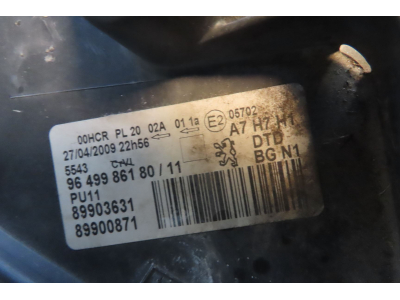 00HCR PL 20 02A 01 1a E2 05702
27/04/2009 22h56 A7 H7 H1
5543 DTD
96 499 861 80 / 11 BG N1
PU11
89903631
89900871